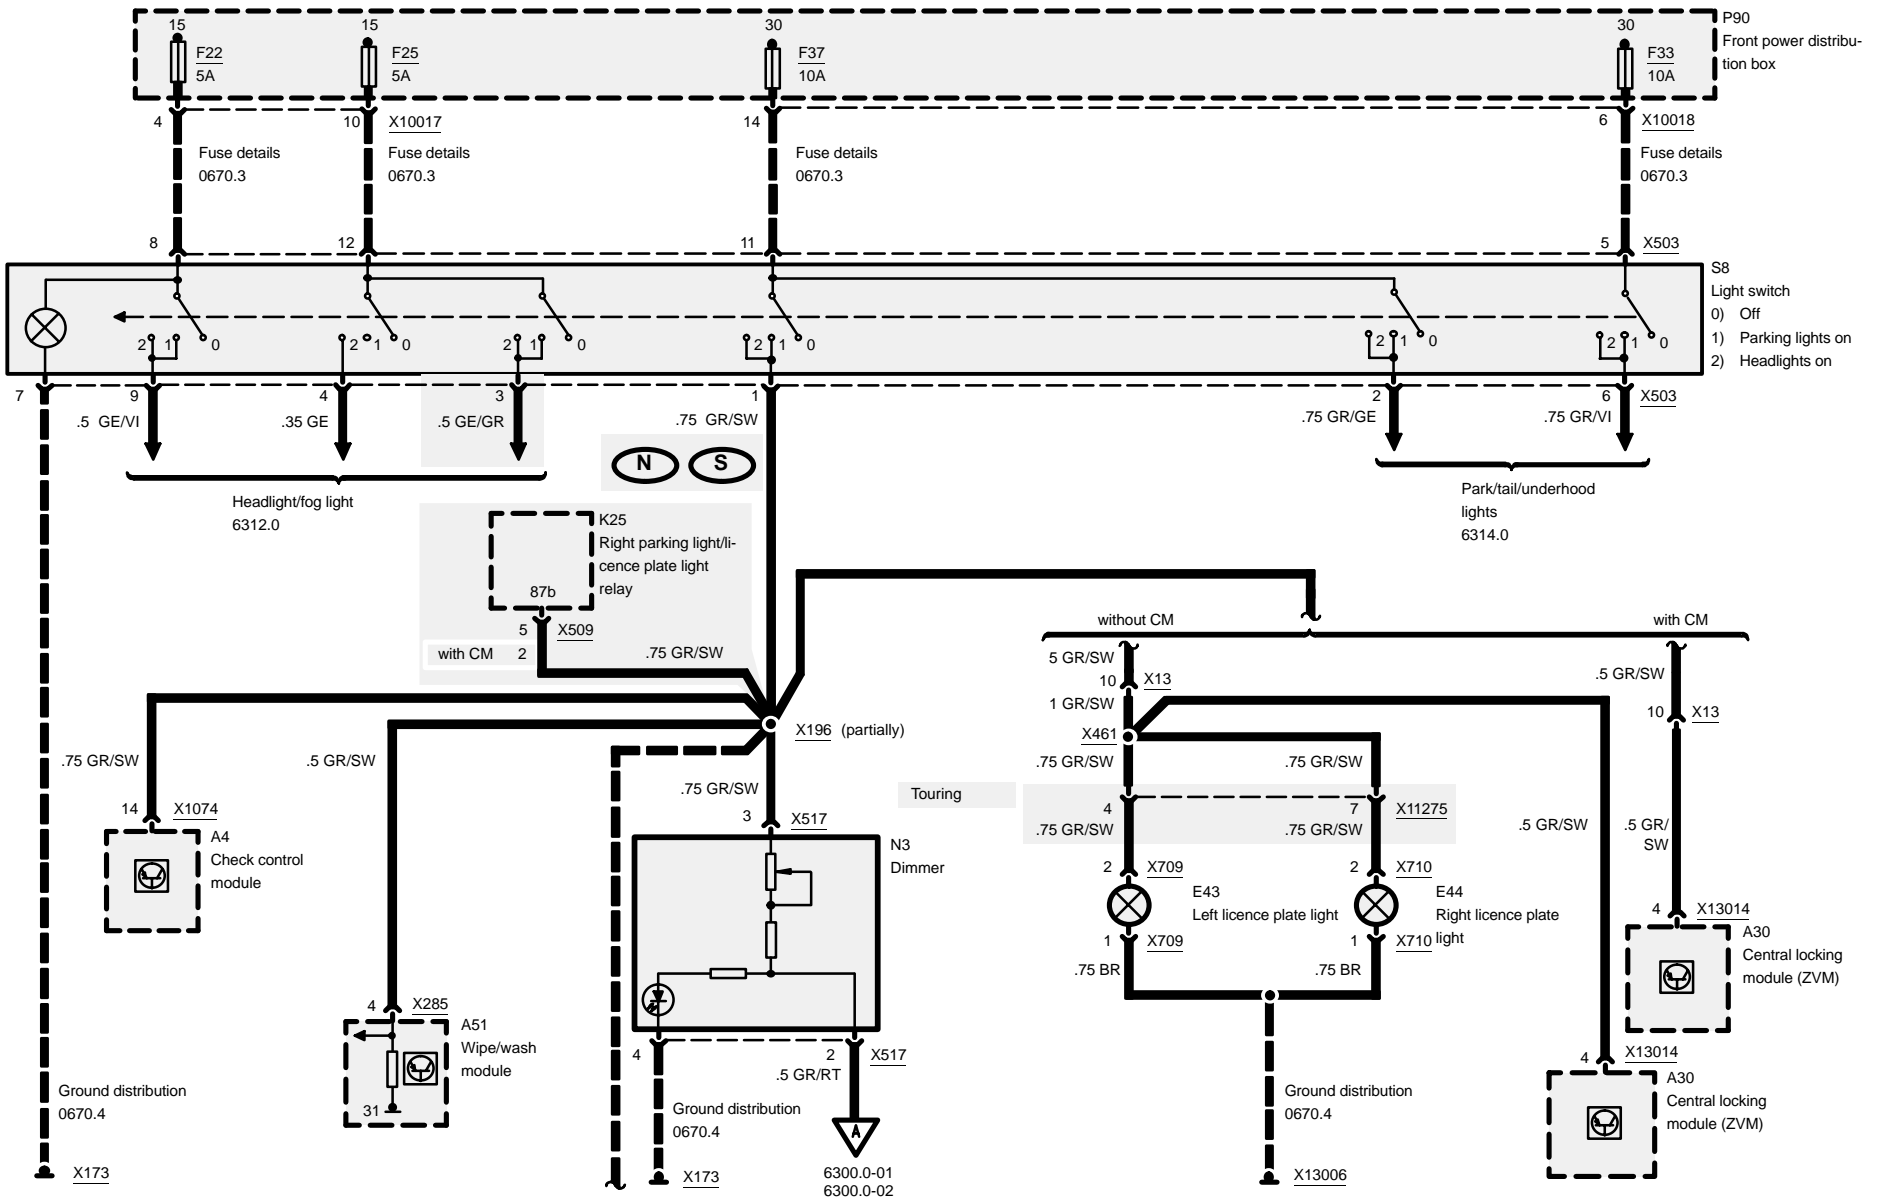 15
15
30
30
P90
Front power distribu-
tion box
F22
5A
F25
5A
F37
10A
F33
10A
4
10
X10017
14
6
X10018
Fuse details
0670.3
Fuse details
0670.3
Fuse details
0670.3
Fuse details
0670.3
8
12
11
5
X503
S8
Light switch
0) Off
1) Parking lights on
2) Headlights on
2 1 0
2 1 0
2 1 0
2 1 0
2 1 0
2 1 0
7
9
4
3
1
2
6
X503
.5 GE/VI
.35 GE
.5 GE/GR
.75 GR/SW
.75 GR/GE
.75 GR/VI
N
S
Headlight/fog light
6312.0
Park/tail/underhood
lights
6314.0
K25
Right parking light/li-
cence plate light
relay
87b
5
X509
with CM 2
.75 GR/SW
without CM
with CM
5 GR/SW
10
X13
1 GR/SW
.5 GR/SW
10
X13
X196 (partially)
X461
.75 GR/SW
.5 GR/SW
.75 GR/SW
.75 GR/SW
.75 GR/SW
Touring
4
7
X11275
.75 GR/SW
.75 GR/SW
.5 GR/SW
.5 GR/
SW
14
X1074
A4
Check control
module
3
X517
N3
Dimmer
2
X709
2
X710
E43
Left licence plate light
E44
Right licence plate
light
1
X709
1
X710
.75 BR
.75 BR
4
X13014
A30
Central locking
module (ZVM)
4
X285
A51
Wipe/wash
module
31
4
2
X517
.5 GR/RT
4
X13014
A30
Central locking
module (ZVM)
Ground distribution
0670.4
X173
Ground distribution
0670.4
X173
A
6300.0-01
6300.0-02
Ground distribution
0670.4
X13006